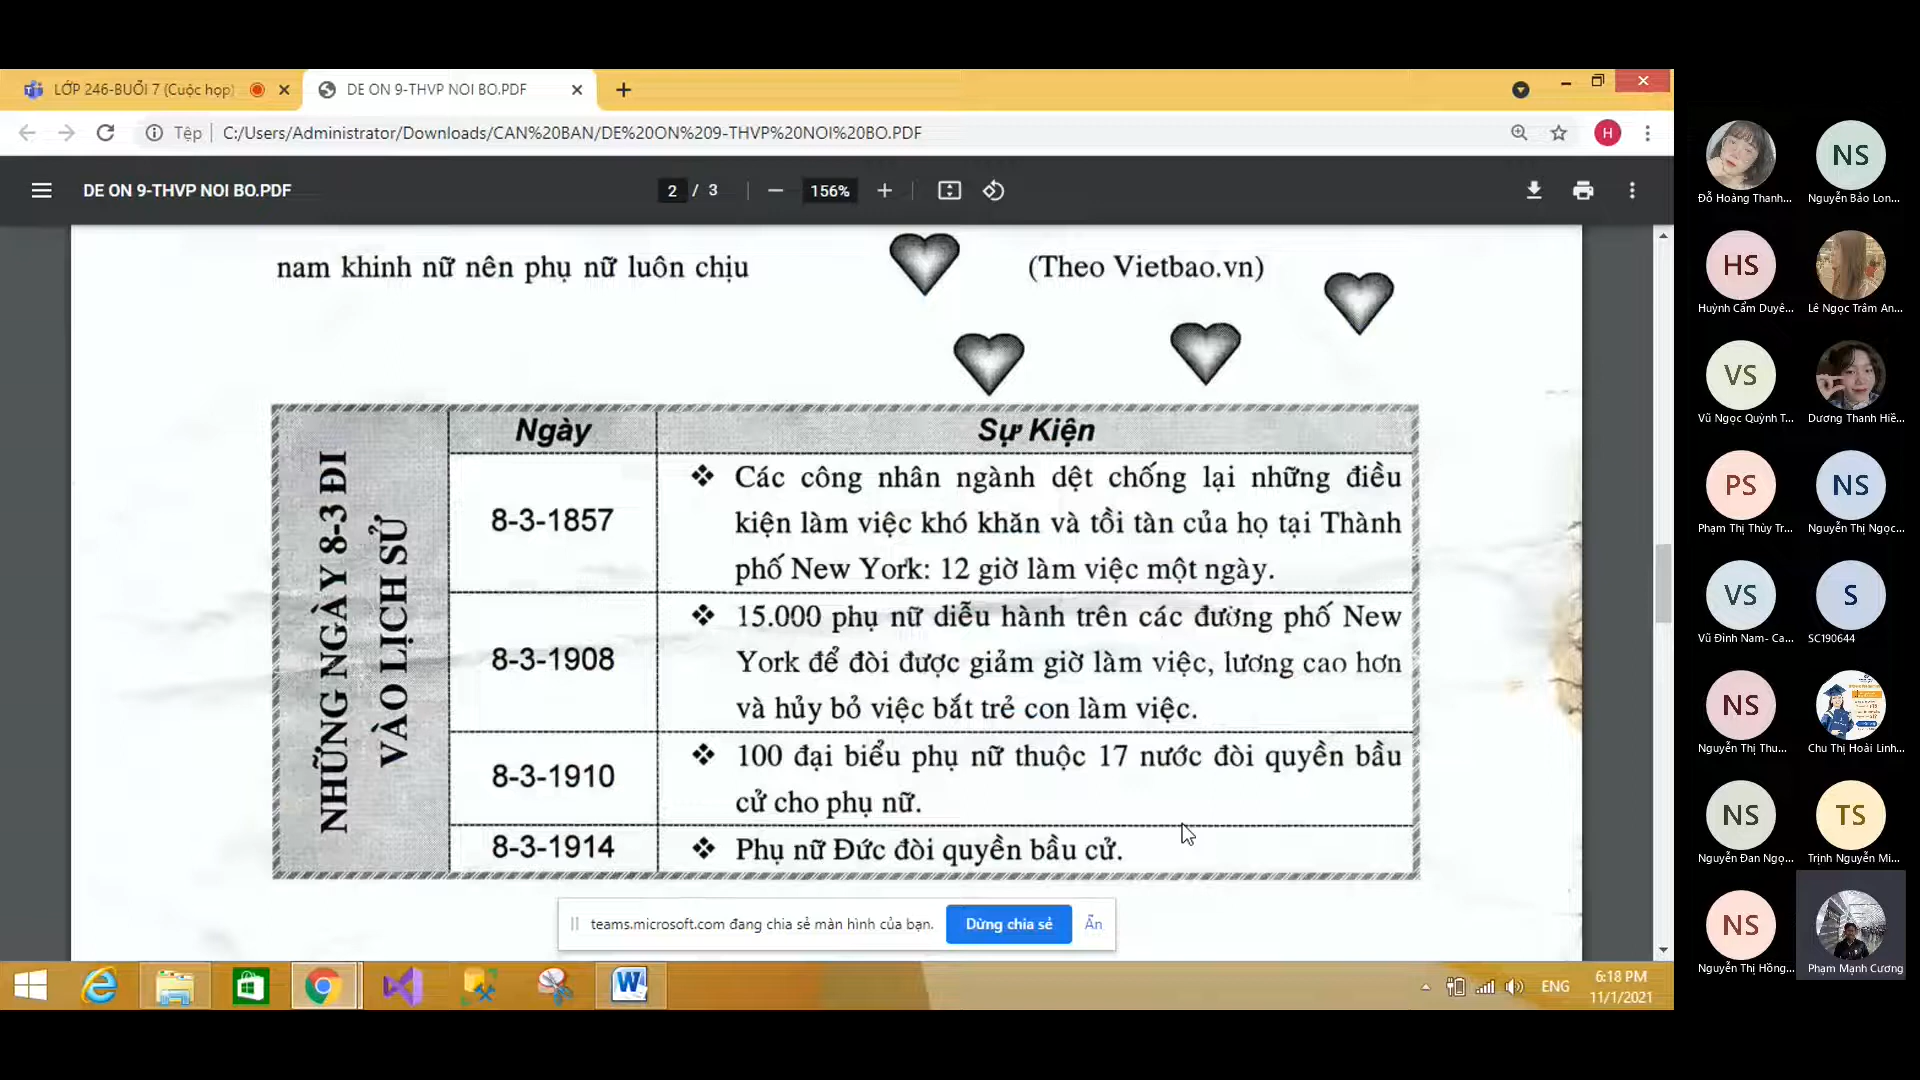 LỚP 246-BUỔI 7 (Cuộc họp)
DE ON 9-THVP NOI BO.PDF
Tệp
C:/Users/Administrator/Downloads/CAN%20BAN/DE%20ON%209-THVP%20NOI%20BO.PDF
H
DE ON 9-THVP NOI BO.PDF
2 / 3
156%
nam khinh nữ nên phụ nữ luôn chịu
(Theo Vietbao.vn)
NHỮNG NGÀY 8-3 ĐI
VÀO LỊCH SỬ
Ngày
Sự Kiện
8-3-1857
Các công nhân ngành dệt chống lại những điều
kiện làm việc khó khăn và tồi tàn của họ tại Thành
phố New York: 12 giờ làm việc một ngày.
8-3-1908
15.000 phụ nữ diễu hành trên các đường phố New
York để đòi được giảm giờ làm việc, lương cao hơn
và hủy bỏ việc bắt trẻ con làm việc.
8-3-1910
100 đại biểu phụ nữ thuộc 17 nước đòi quyền bầu
cử cho phụ nữ.
8-3-1914
Phụ nữ Đức đòi quyền bầu cử.
teams.microsoft.com đang chia sẻ màn hình của bạn.
Dừng chia sẻ
Ẩn
ENG
6:18 PM
11/1/2021
Đỗ Hoàng Thanh...
NS
Nguyễn Bảo Lon...
HS
Huỳnh Cẩm Duyê...
Lê Ngọc Trâm An...
VS
Vũ Ngọc Quỳnh T...
Dương Thanh Hiề...
PS
Phạm Thị Thùy Tr...
NS
Nguyễn Thị Ngọc...
VS
Vũ Đình Nam- Ca...
S
SC190644
NS
Nguyễn Thị Thu...
Chu Thị Hoài Linh...
NS
Nguyễn Đan Ngọ...
TS
Trịnh Nguyễn Mi...
NS
Nguyễn Thị Hồng...
Phạm Mạnh Cương